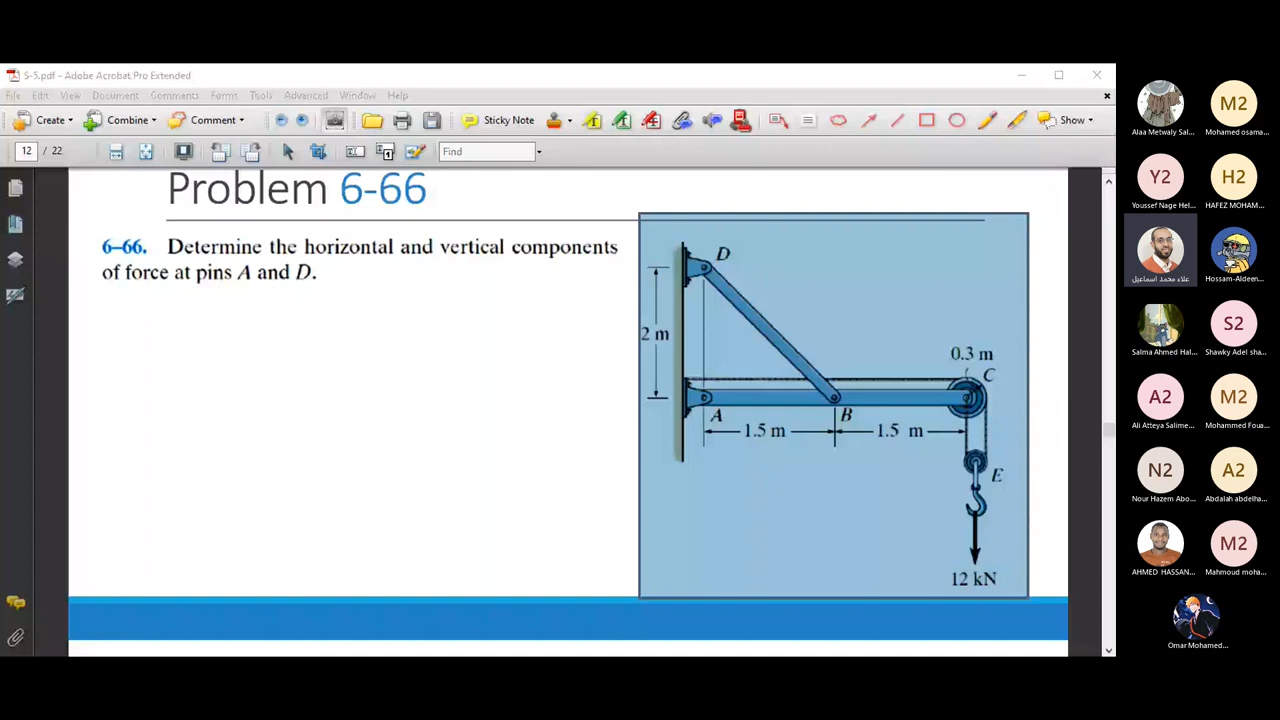 S-5.pdf - Adobe Acrobat Pro Extended
File Edit View Document Comments Forms Tools Advanced Window Help
Create Combine Comment Sticky Note Show
12 / 22 Find
Problem 6-66
6–66. Determine the horizontal and vertical components
of force at pins A and D.
D
2 m
0.3 m
C
A
B
1.5 m
1.5 m
E
12 kN
Alaa Metwaly Sal...
M2
Mohamed osama...
Y2
Youssef Nage Hel...
H2
HAFEZ MOHAM...
علاء محمد اسماعيل
Hossam-Aldeen...
Salma Ahmed Hal...
S2
Shawky Adel sha...
A2
Ali Atteya Salime...
M2
Mohammed Foua...
N2
Nour Hazem Abo...
A2
Abdalah abdelha...
AHMED HASSAN...
M2
Mahmoud moha...
Omar Mohamed...